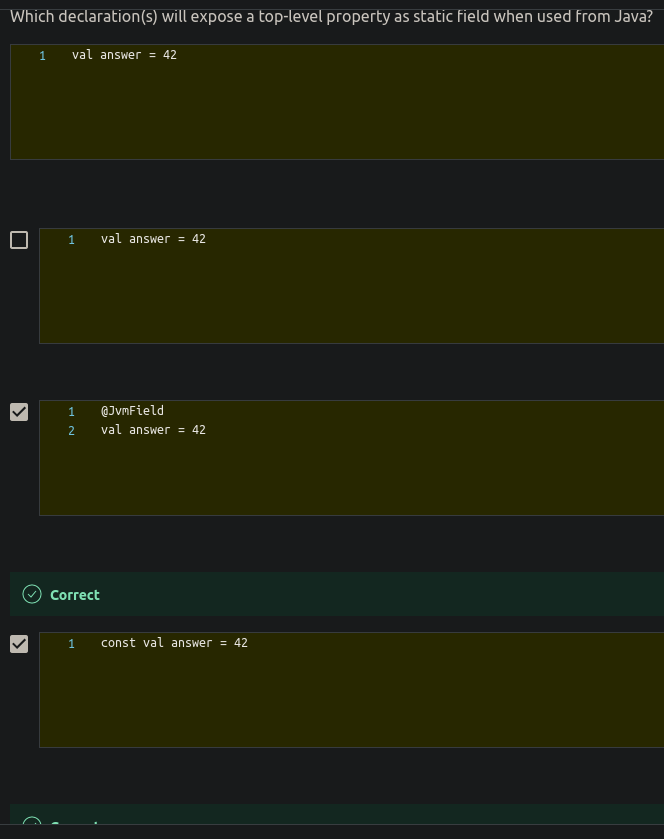 Which declaration(s) will expose a top-level property as static field when used from Java?
1 val answer = 42
1 val answer = 42
1 @JvmField
2 val answer = 42
Correct
1 const val answer = 42